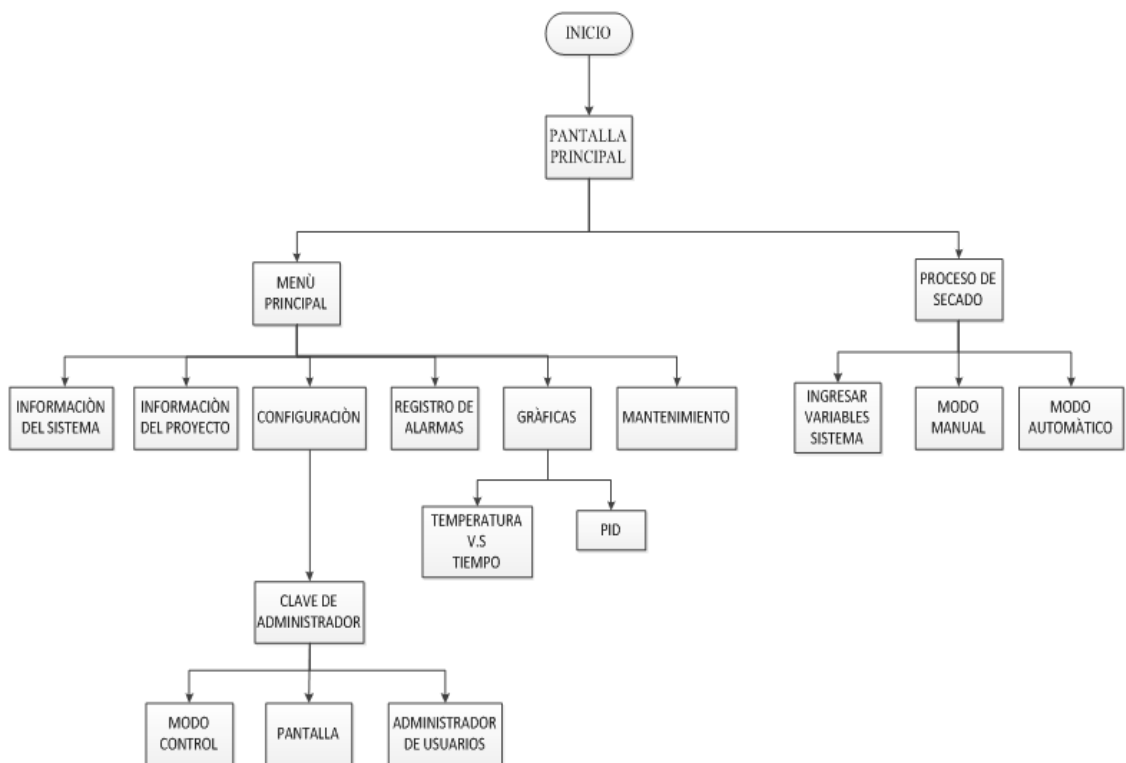 INICIO
PANTALLA
PRINCIPAL
MENÙ
PRINCIPAL
PROCESO DE
SECADO
INFORMACIÒN
DEL SISTEMA
INFORMACIÒN
DEL PROYECTO
CONFIGURACIÒN
REGISTRO DE
ALARMAS
GRÀFICAS
MANTENIMIENTO
INGRESAR
VARIABLES
SISTEMA
MODO
MANUAL
MODO
AUTOMÀTICO
TEMPERATURA
V.S
TIEMPO
PID
CLAVE DE
ADMINISTRADOR
MODO
CONTROL
PANTALLA
ADMINISTRADOR
DE USUARIOS